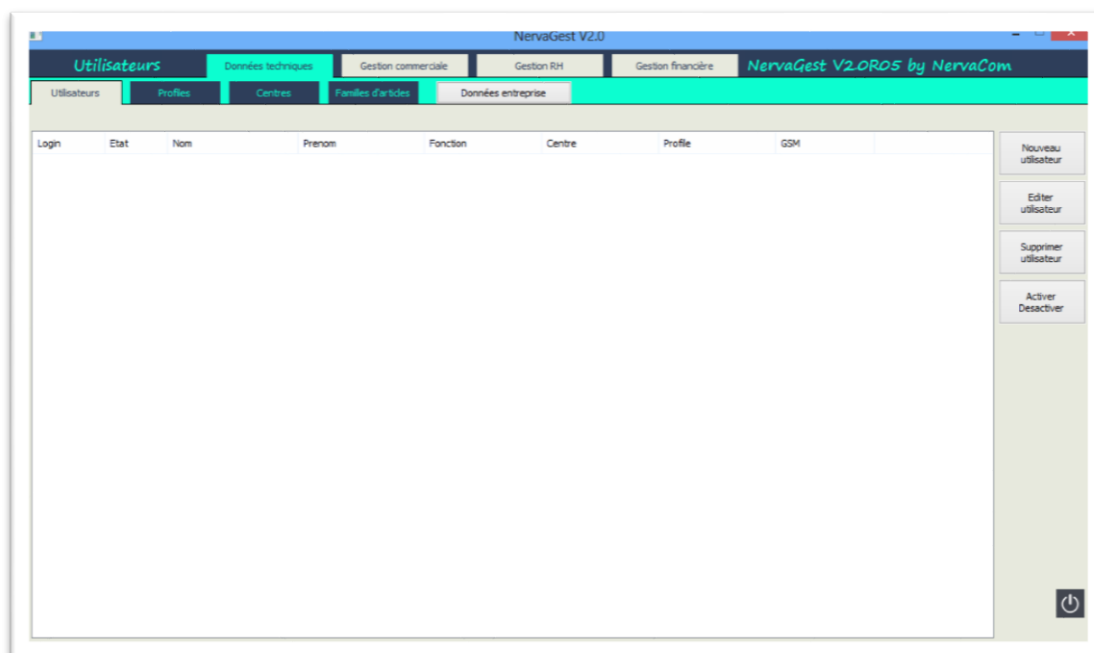 NervaGest V2.0
Utilisateurs Données techniques Gestion commerciale Gestion RH Gestion financière NervaGest V2.0R05 by NervaCom
Utilisateurs Profiles Centres Familles d'articles Données entreprise
Login Etat Nom Prenom Fonction Centre Profile GSM
Nouveau
utilisateur
Editer
utilisateur
Supprimer
utilisateur
Activer
Desactiver